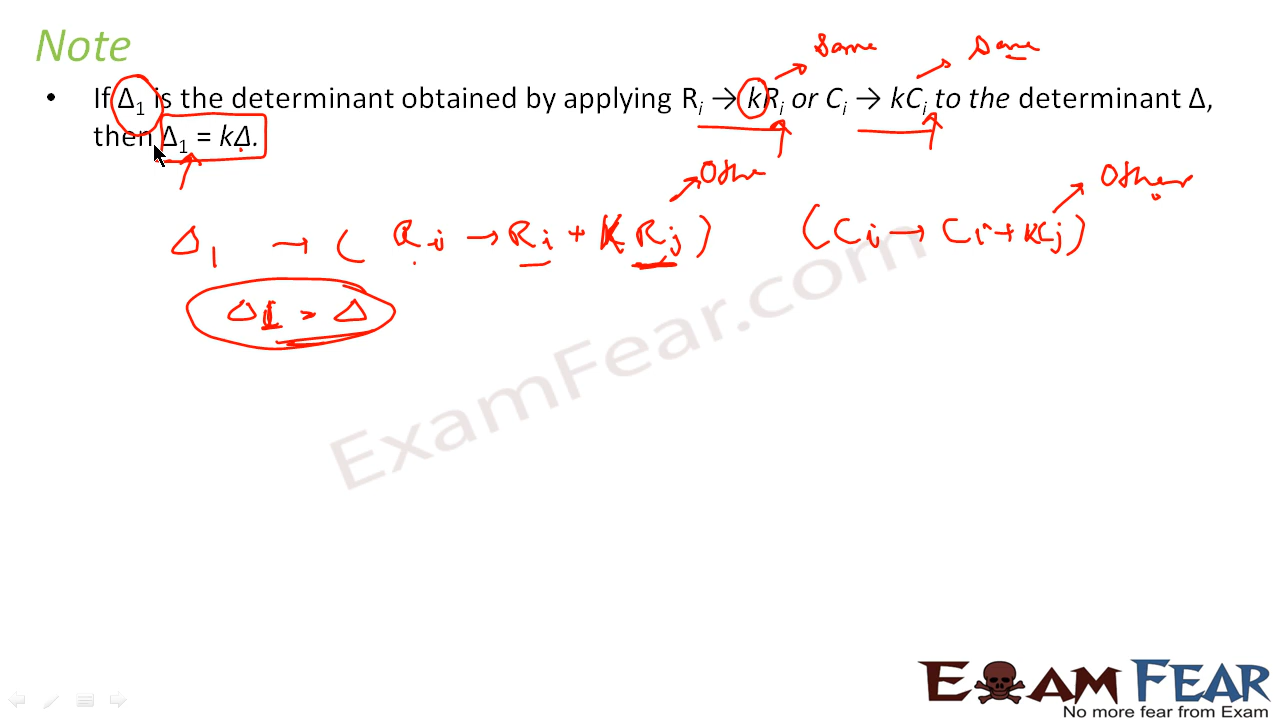 Note
Same Same
• If Δ₁ is the determinant obtained by applying Rᵢ → kRᵢ or Cᵢ → kCᵢ to the determinant Δ,
then Δ₁ = kΔ.
Other Other
Δ₁ → ( Rᵢ → Rᵢ + K Rⱼ ) (Cᵢ → Cᵢ + KCⱼ)
Δ1 = Δ
ExamFear.com
EXAM FEAR
No more fear from Exam